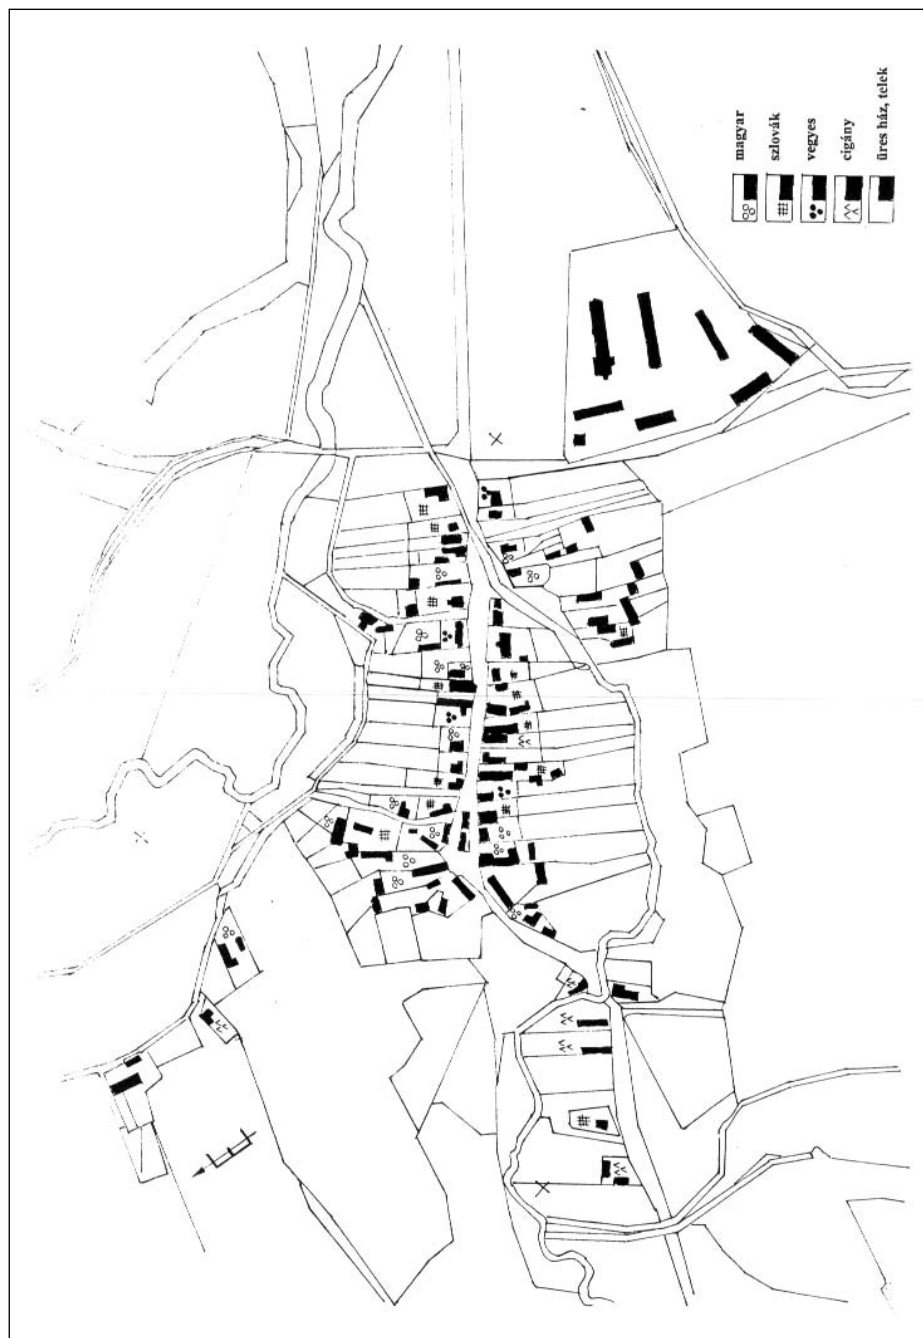 magyar
szlovák
vegyes
cigány
üres ház, telek